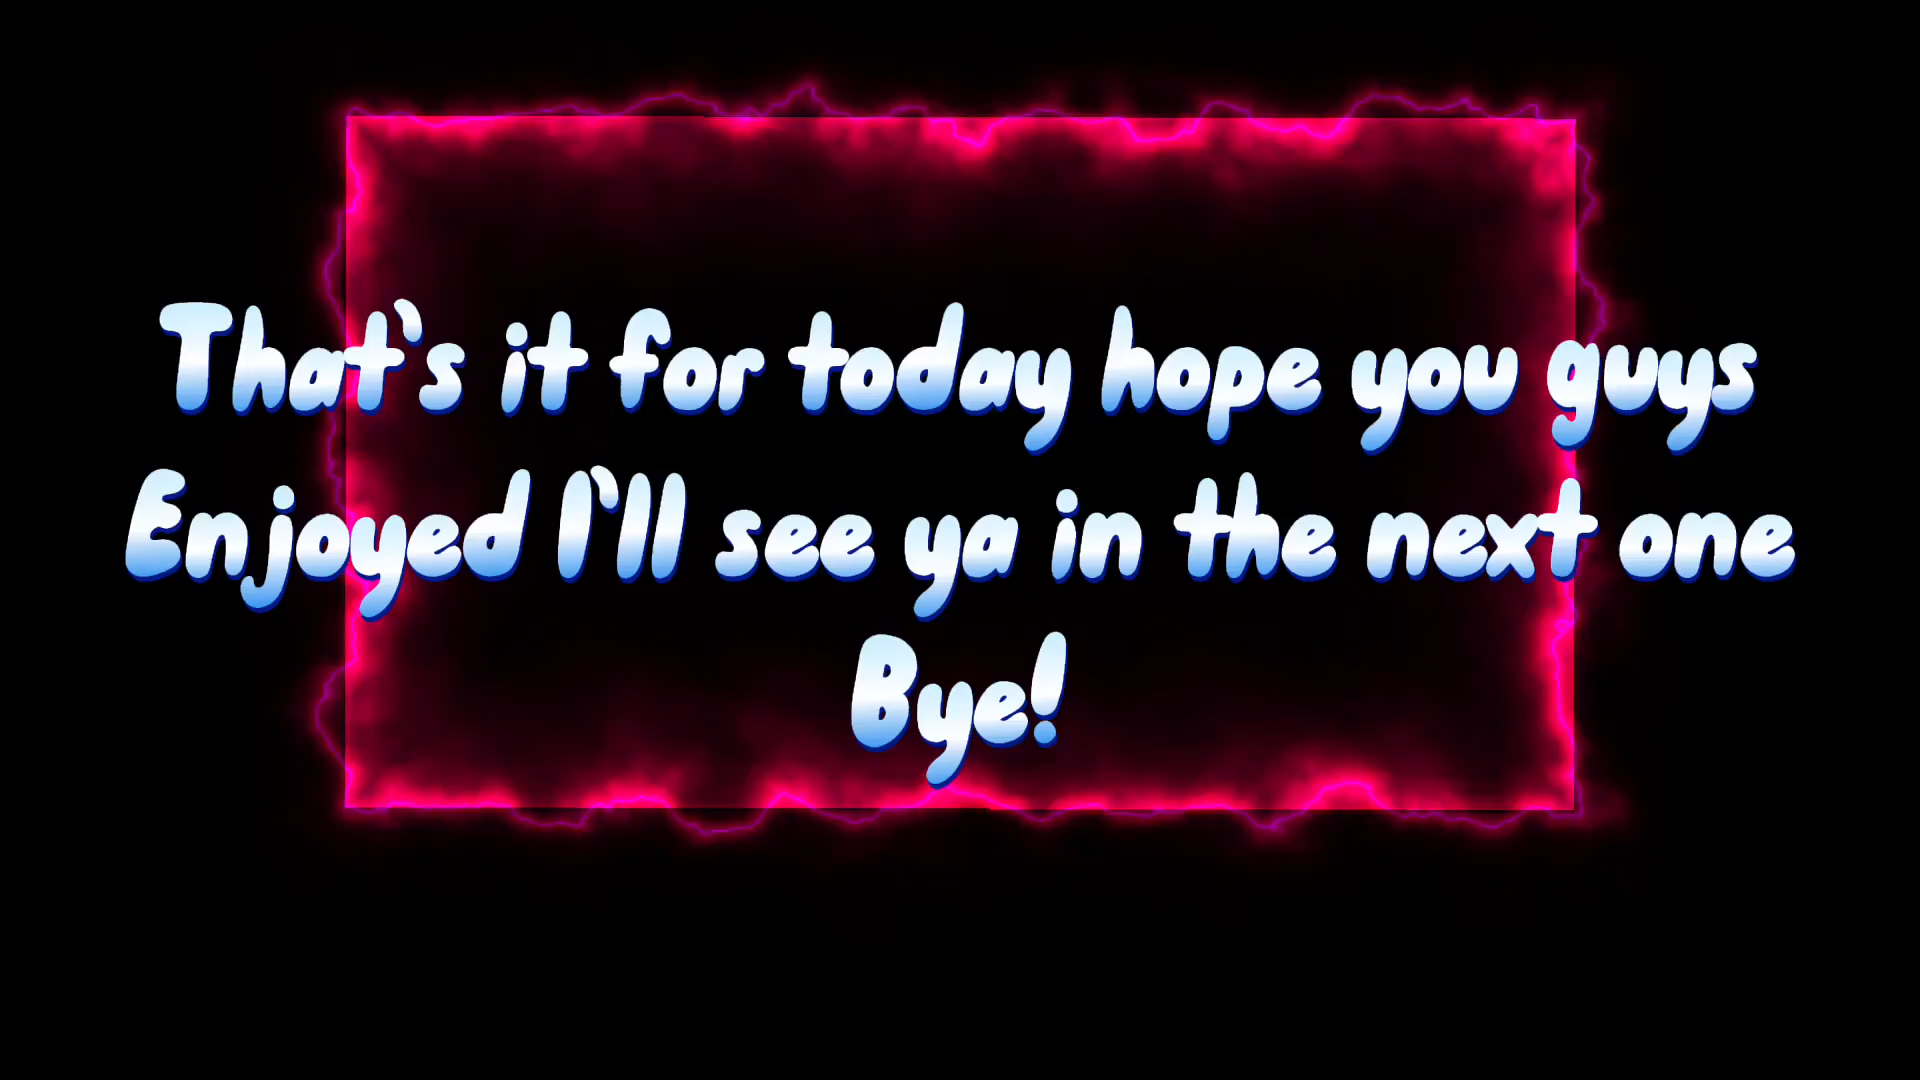 That's it for today hope you guys
Enjoyed I'll see ya in the next one
Bye!